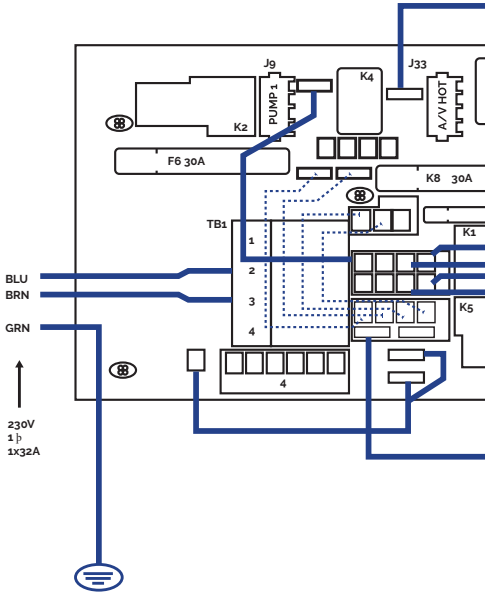 J9
J33
PUMP 1
K4
A/V HOT
K2
F6 30A
K8 30A
TB1
1
K1
BLU
2
BRN
3
K5
GRN
4
4
230V
1 þ
1x32A